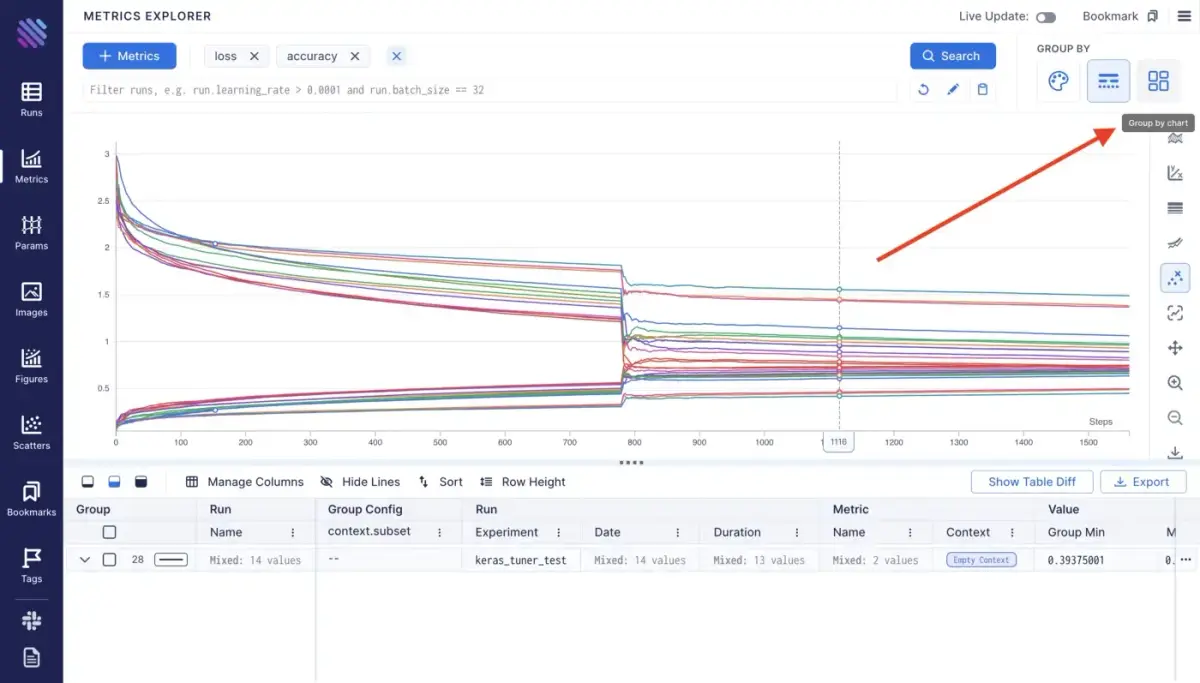 METRICS EXPLORER
Live Update:
Bookmark
Metrics
loss
accuracy
Search
GROUP BY
Filter runs, e.g. run.learning_rate > 0.0001 and run.batch_size == 32
Group by chart
Runs
Metrics
Params
Images
Figures
Scatters
Bookmarks
Tags
3
2.5
2
1.5
1
0.5
Steps
0 100 200 300 400 500 600 700 800 900 1000 1116 1200 1300 1400 1500
Manage Columns Hide Lines Sort Row Height
Show Table Diff
Export
Group Run Group Config Run Metric Value
Name context.subset Experiment Date Duration Name Context Group Min M
28 Mixed: 14 values -- keras_tuner_test Mixed: 14 values Mixed: 13 values Mixed: 2 values Empty Context 0.39375001 0.